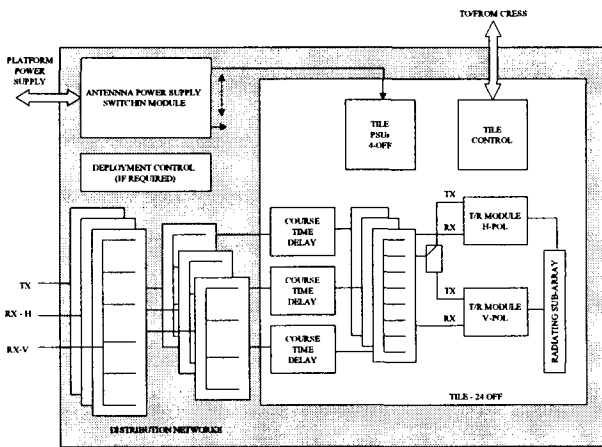 TO/FROM CRESS
PLATFORM
POWER
SUPPLY
ANTENNNA POWER SUPPLY
SWITCHIN MODULE
DEPLOYMENT CONTROL
(IF REQUIRED)
TILE
PSUs
4-OFF
TILE
CONTROL
COURSE
TIME
DELAY
COURSE
TIME
DELAY
COURSE
TIME
DELAY
TX
RX
T/R MODULE
H-POL
TX
RX
T/R MODULE
V-POL
RADIATING SUB-ARRAY
TX
RX - H
RX-V
TILE - 24 OFF
DISTRIBUTION NETWORKS